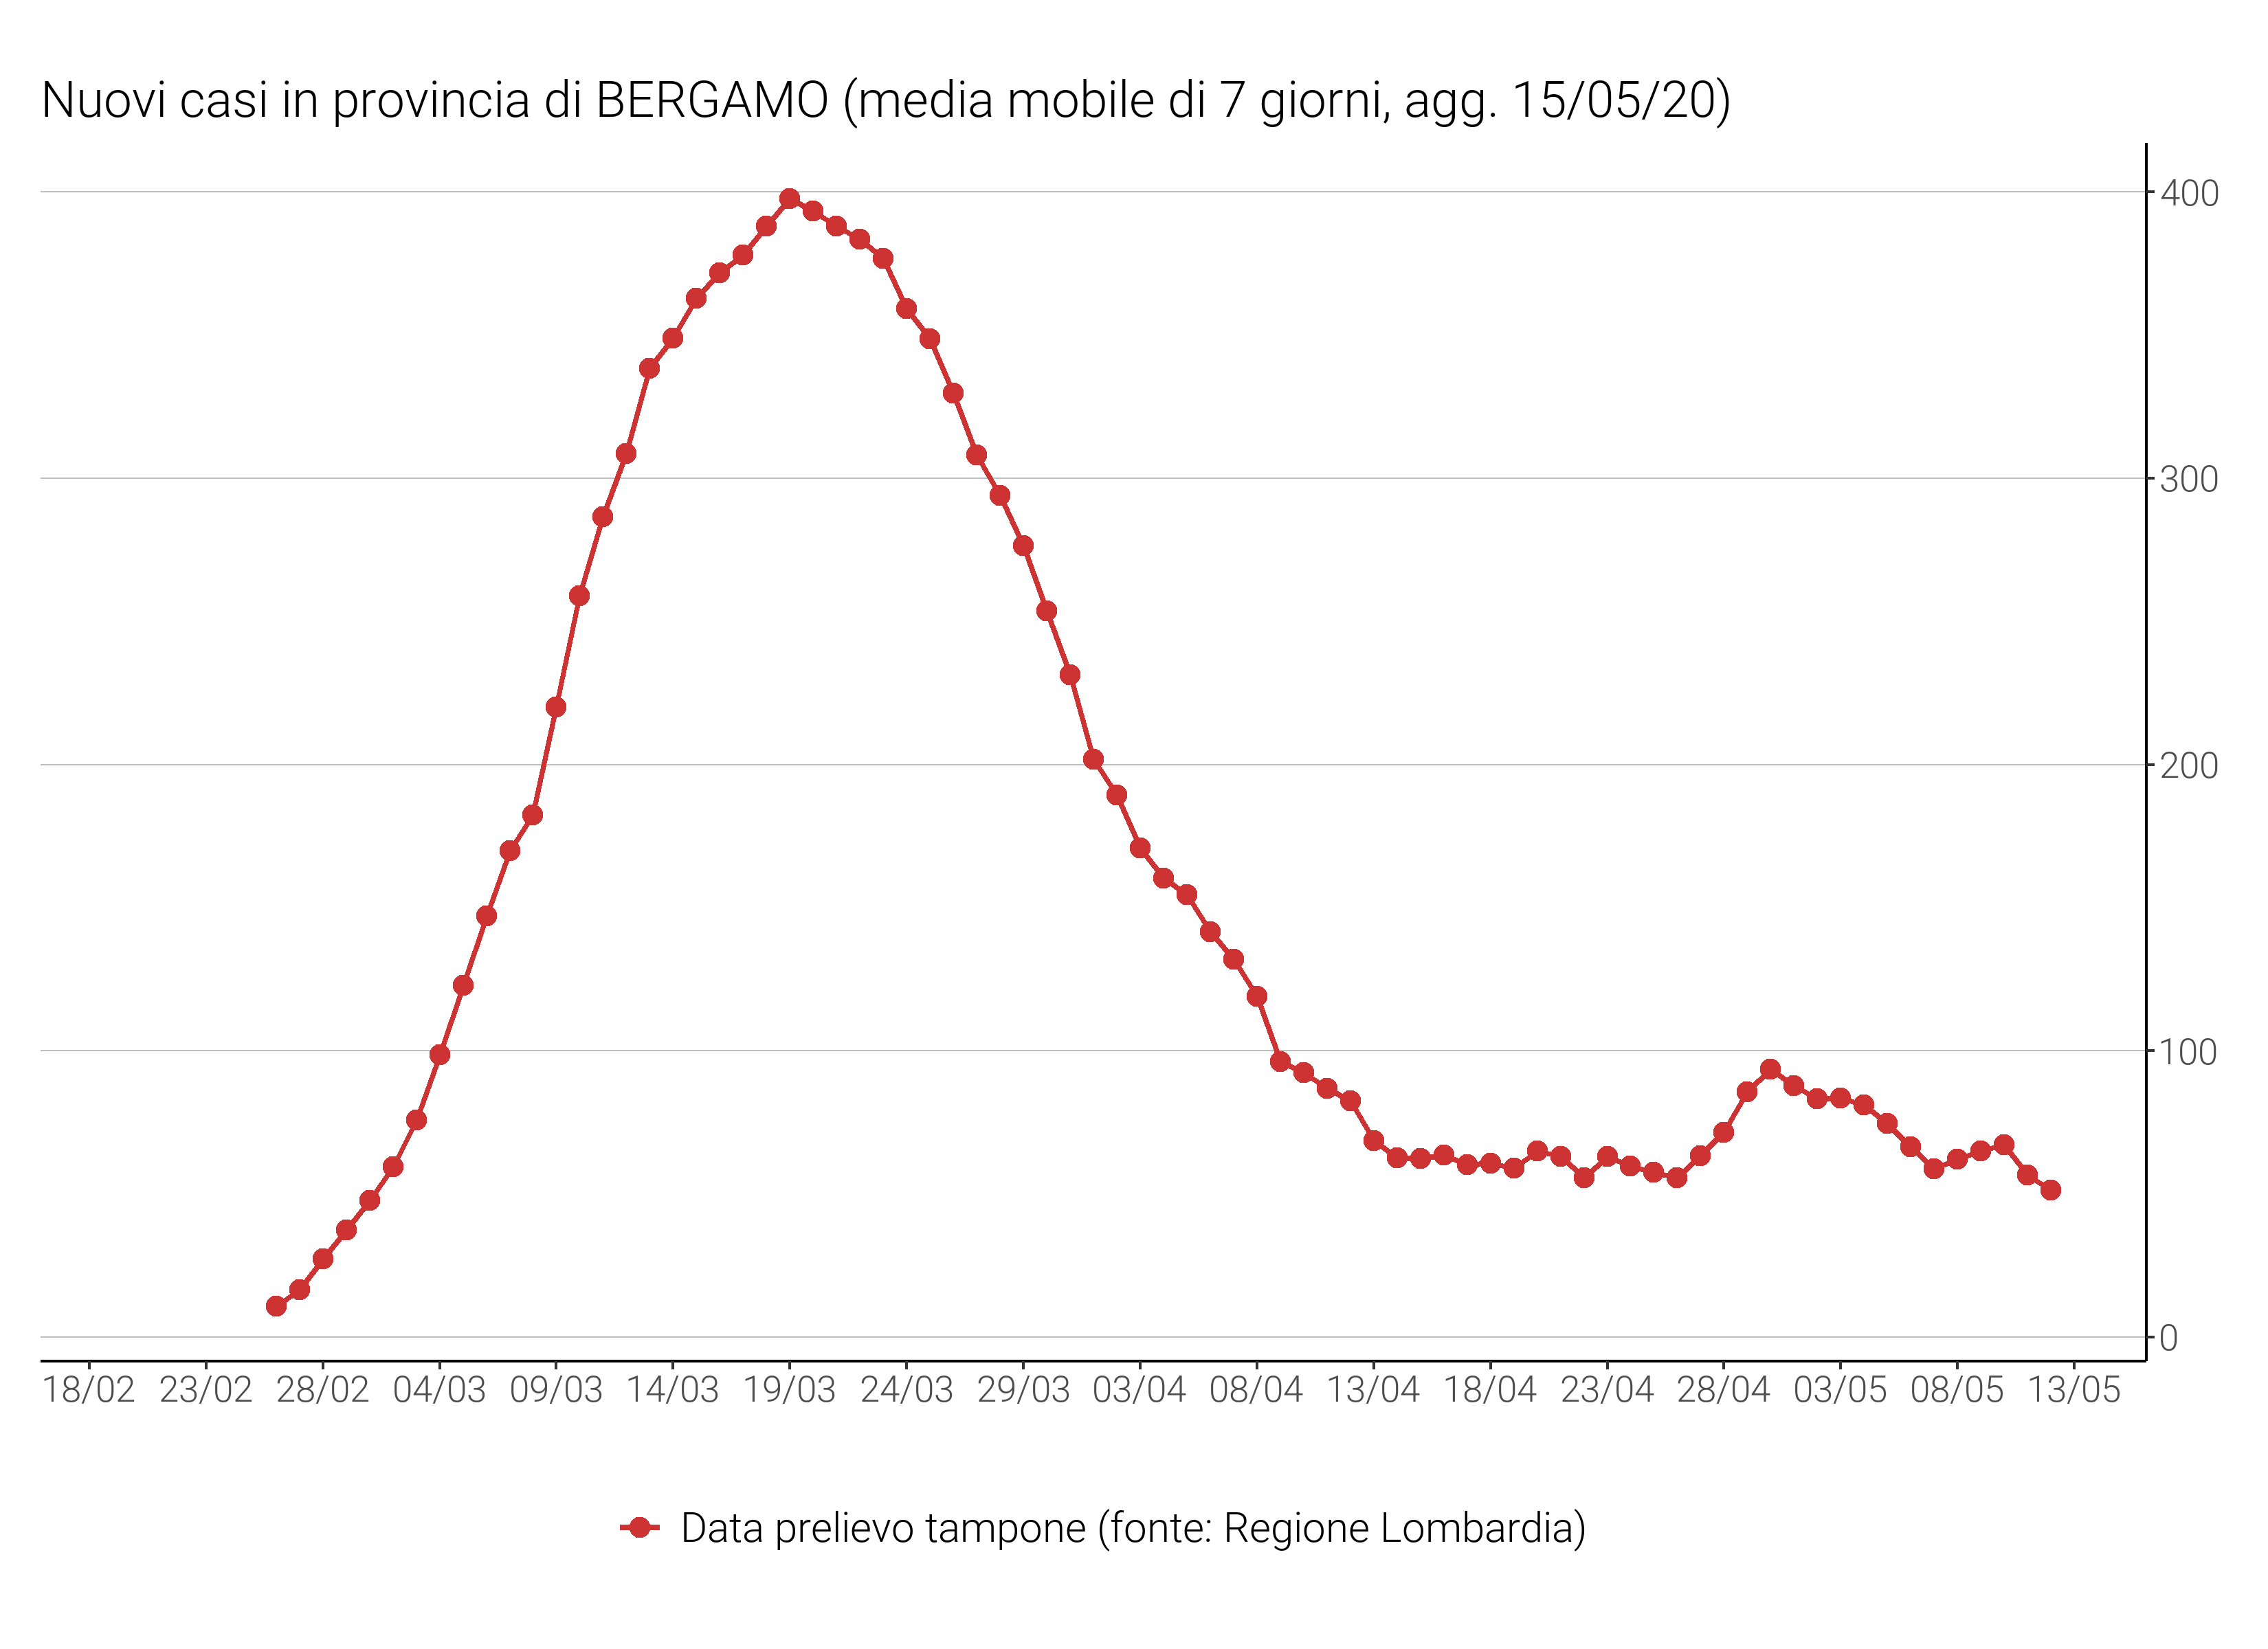 Nuovi casi in provincia di BERGAMO (media mobile di 7 giorni, agg. 15/05/20)
400
300
200
100
0
18/02 23/02 28/02 04/03 09/03 14/03 19/03 24/03 29/03 03/04 08/04 13/04 18/04 23/04 28/04 03/05 08/05 13/05
Data prelievo tampone (fonte: Regione Lombardia)